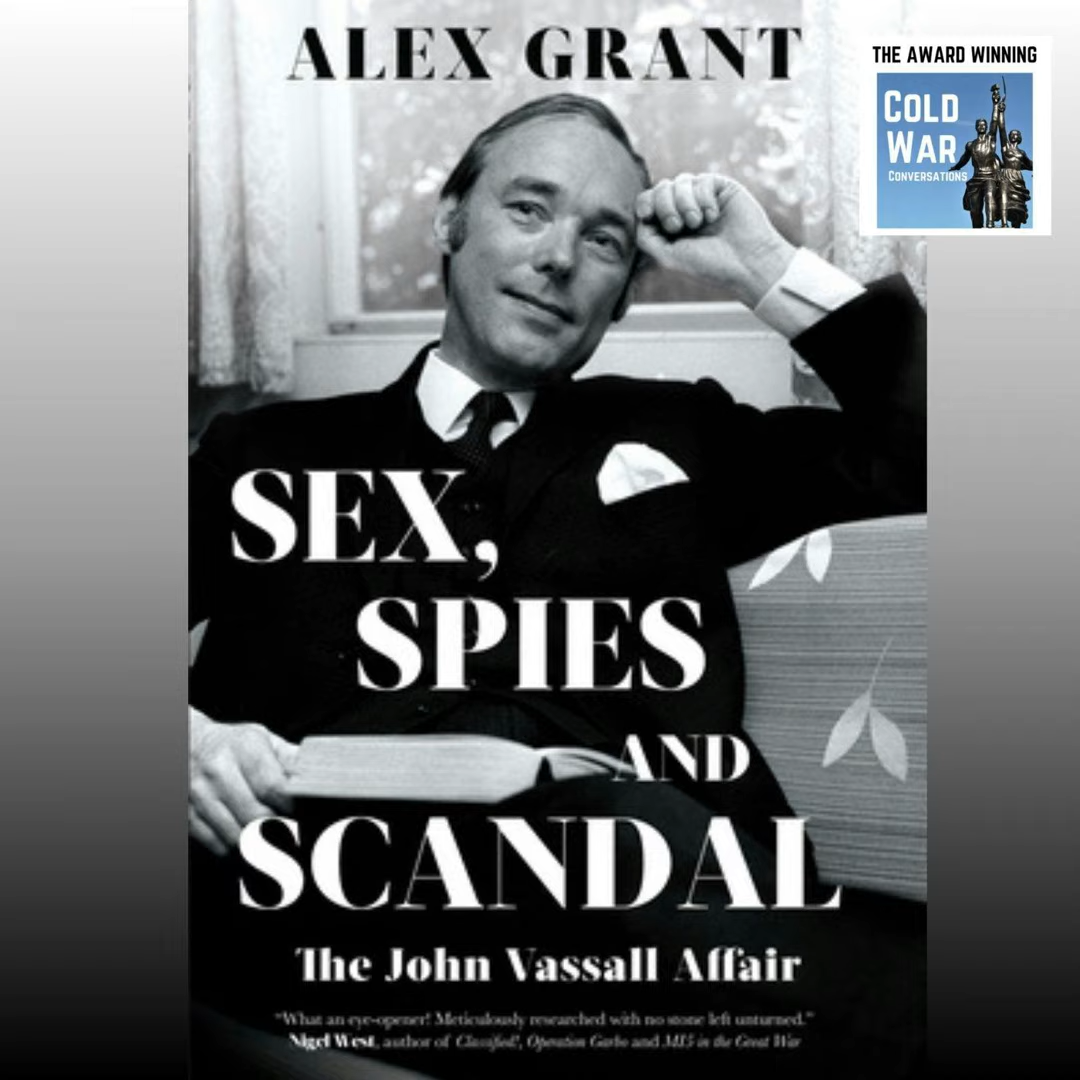 ALEX GRANT
THE AWARD WINNING
COLD
WAR
CONVERSATIONS
SEX,
SPIES
AND
SCANDAL
The John Vassall Affair
“What an eye-opener! Meticulously researched with no stone left unturned.”
Nigel West, author of Classified!, Operation Garbo and MI5 in the Great War